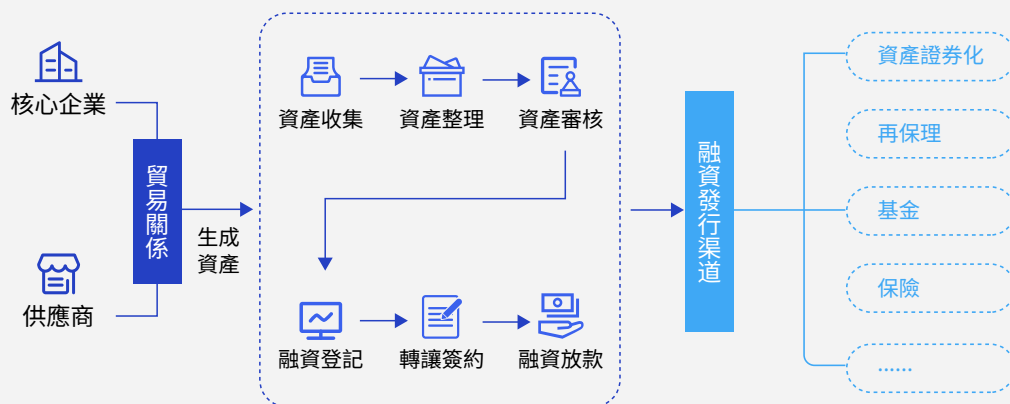 核心企業
供應商
貿易關係
生成
資產
資產收集
資產整理
資產審核
融資登記
轉讓簽約
融資放款
融資發行渠道
資產證券化
再保理
基金
保險
······